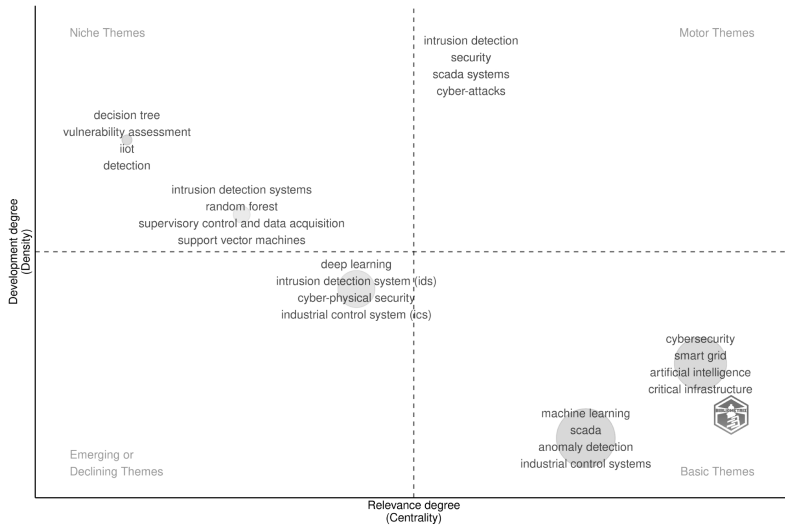 Niche Themes
Motor Themes
intrusion detection
security
scada systems
cyber-attacks
decision tree
vulnerability assessment
iiot
detection
intrusion detection systems
random forest
supervisory control and data acquisition
support vector machines
Development degree
(Density)
deep learning
intrusion detection system (ids)
cyber-physical security
industrial control system (ics)
cybersecurity
smart grid
artificial intelligence
critical infrastructure
BIBLIOMETRIX
machine learning
scada
anomaly detection
industrial control systems
Emerging or
Declining Themes
Basic Themes
Relevance degree
(Centrality)